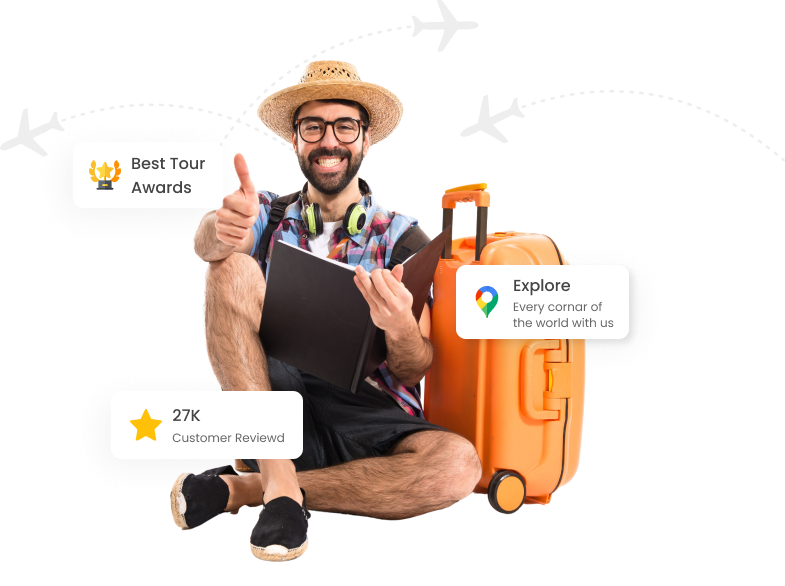 Best Tour
Awards
Explore
Every cornar of
the world with us
27K
Customer Reviewd